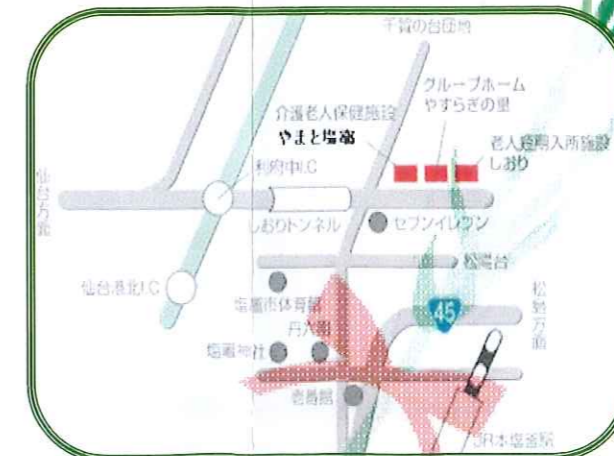 千賀の台団地
グループホーム
やすらぎの里
介護老人保健施設
やまと塩竈
老人短期入所施設
しおり
利府中I.C
仙台方面
しおりトンネル
セブンイレブン
松陽台
仙台港北I.C
塩竈市体育館
45
松島方面
丹六園
塩竈神社
壱番館
JR本塩釜駅